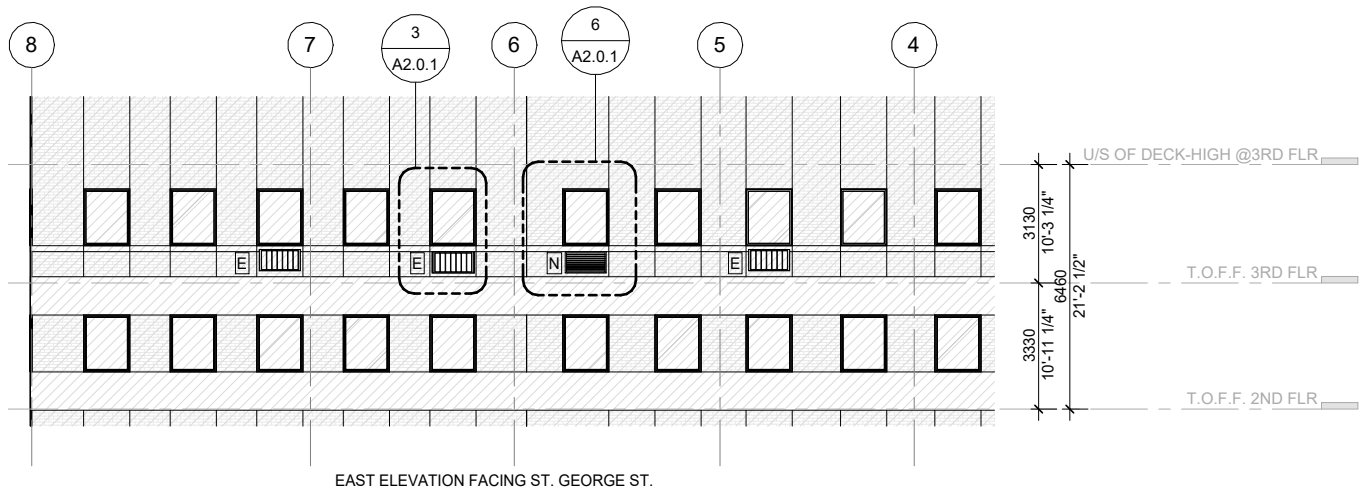 8
7
3
A2.0.1
6
6
A2.0.1
5
4
U/S OF DECK-HIGH @3RD FLR
3130
10'-3 1/4"
E
E
N
E
T.O.F.F. 3RD FLR
6460
21'-2 1/2"
3330
10'-11 1/4"
T.O.F.F. 2ND FLR
EAST ELEVATION FACING ST. GEORGE ST.